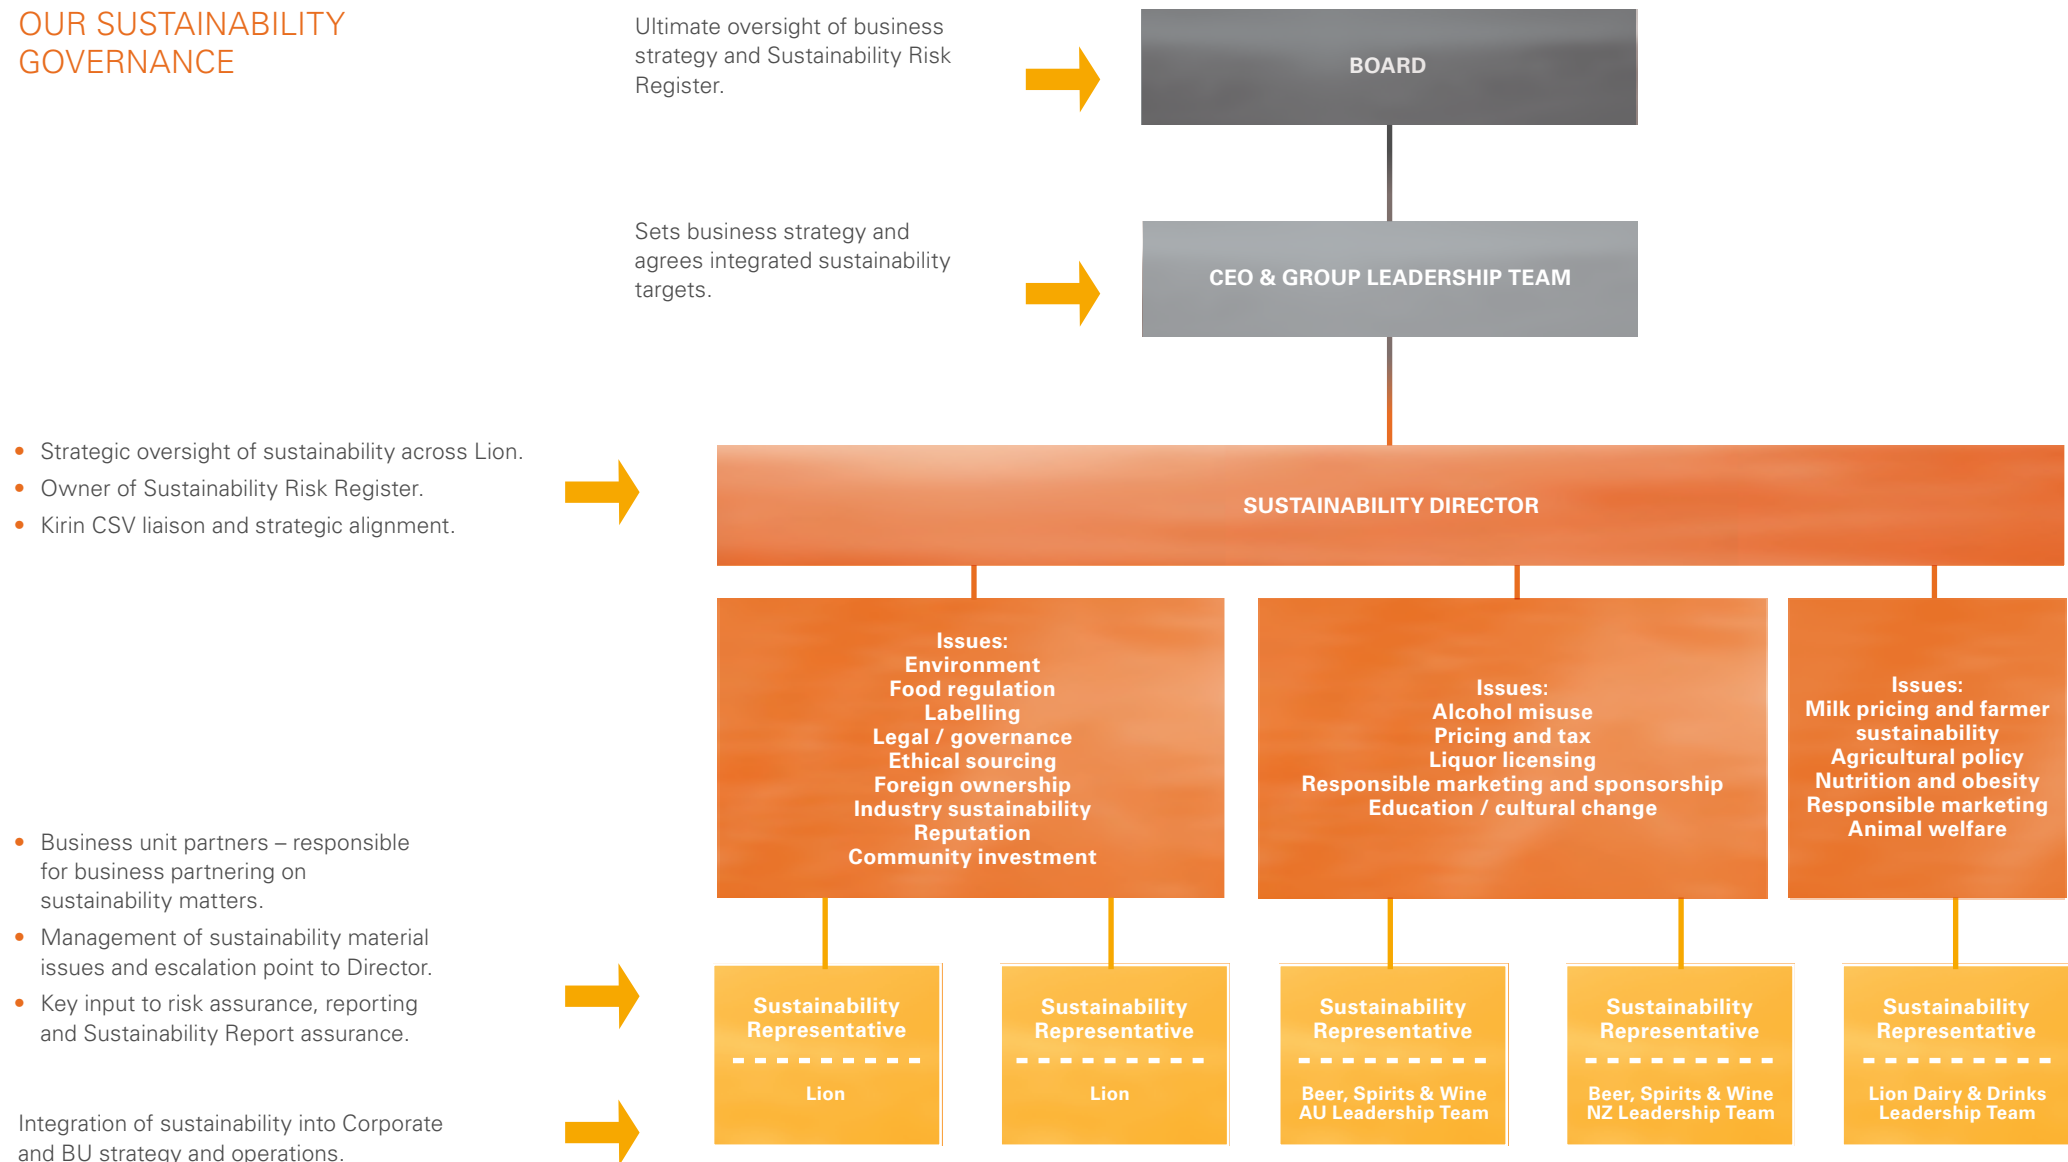 OUR SUSTAINABILITY
GOVERNANCE
Ultimate oversight of business
strategy and Sustainability Risk
Register.
BOARD
Sets business strategy and
agrees integrated sustainability
targets.
CEO & GROUP LEADERSHIP TEAM
• Strategic oversight of sustainability across Lion.
• Owner of Sustainability Risk Register.
• Kirin CSV liaison and strategic alignment.
SUSTAINABILITY DIRECTOR
Issues:
Environment
Food regulation
Labelling
Legal / governance
Ethical sourcing
Foreign ownership
Industry sustainability
Reputation
Community investment
Issues:
Alcohol misuse
Pricing and tax
Liquor licensing
Responsible marketing and sponsorship
Education / cultural change
Issues:
Milk pricing and farmer
sustainability
Agricultural policy
Nutrition and obesity
Responsible marketing
Animal welfare
• Business unit partners – responsible
for business partnering on
sustainability matters.
• Management of sustainability material
issues and escalation point to Director.
• Key input to risk assurance, reporting
and Sustainability Report assurance.
Sustainability
Representative
Lion
Sustainability
Representative
Lion
Sustainability
Representative
Beer, Spirits & Wine
AU Leadership Team
Sustainability
Representative
Beer, Spirits & Wine
NZ Leadership Team
Sustainability
Representative
Lion Dairy & Drinks
Leadership Team
Integration of sustainability into Corporate
and BU strategy and operations.